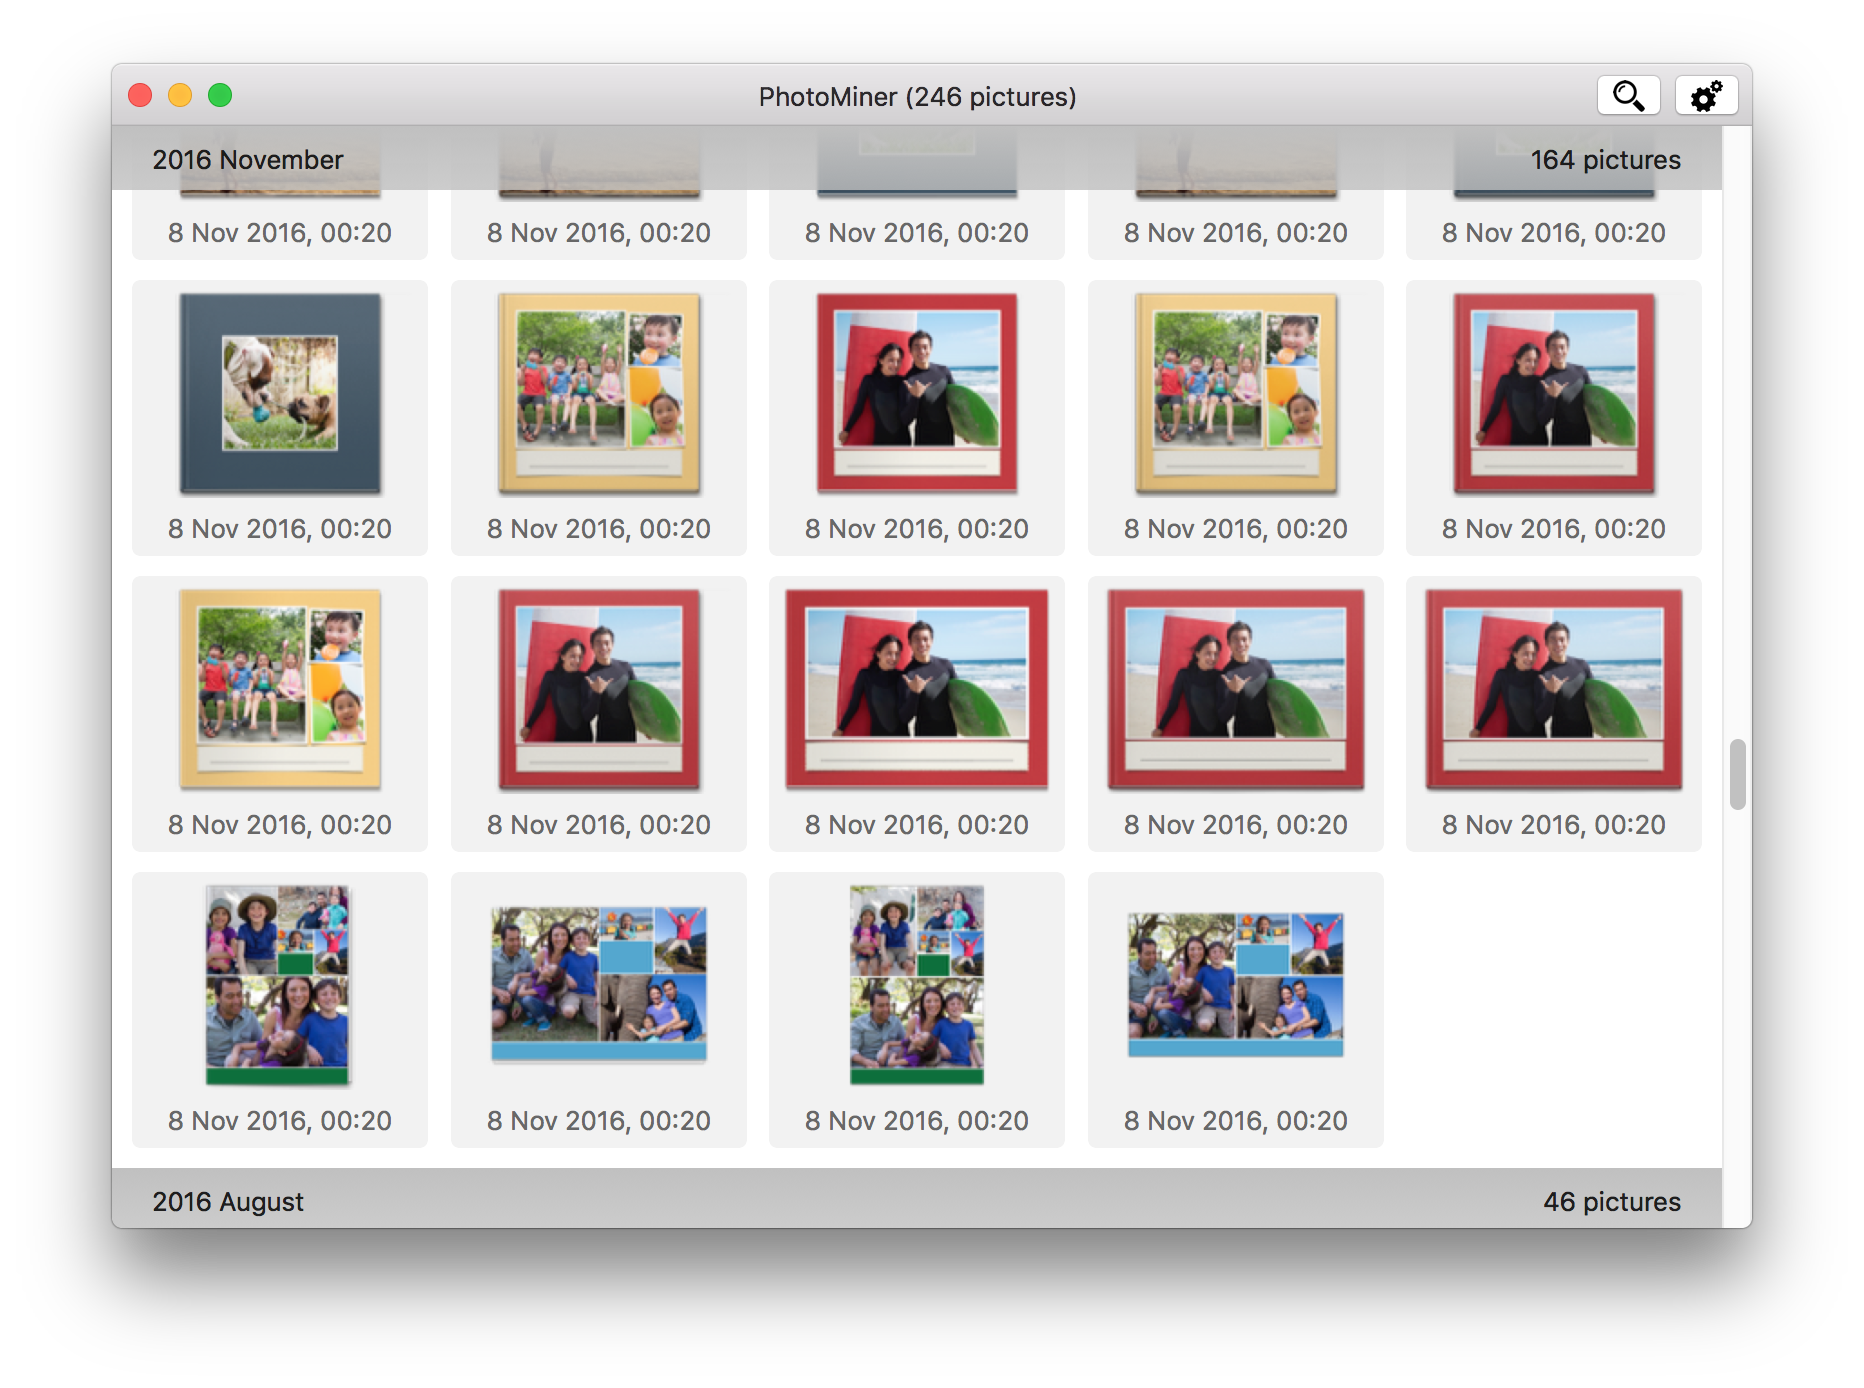 PhotoMiner (246 pictures)
2016 November 164 pictures
8 Nov 2016, 00:20 8 Nov 2016, 00:20 8 Nov 2016, 00:20 8 Nov 2016, 00:20 8 Nov 2016, 00:20
8 Nov 2016, 00:20 8 Nov 2016, 00:20 8 Nov 2016, 00:20 8 Nov 2016, 00:20 8 Nov 2016, 00:20
8 Nov 2016, 00:20 8 Nov 2016, 00:20 8 Nov 2016, 00:20 8 Nov 2016, 00:20 8 Nov 2016, 00:20
8 Nov 2016, 00:20 8 Nov 2016, 00:20 8 Nov 2016, 00:20 8 Nov 2016, 00:20
2016 August 46 pictures